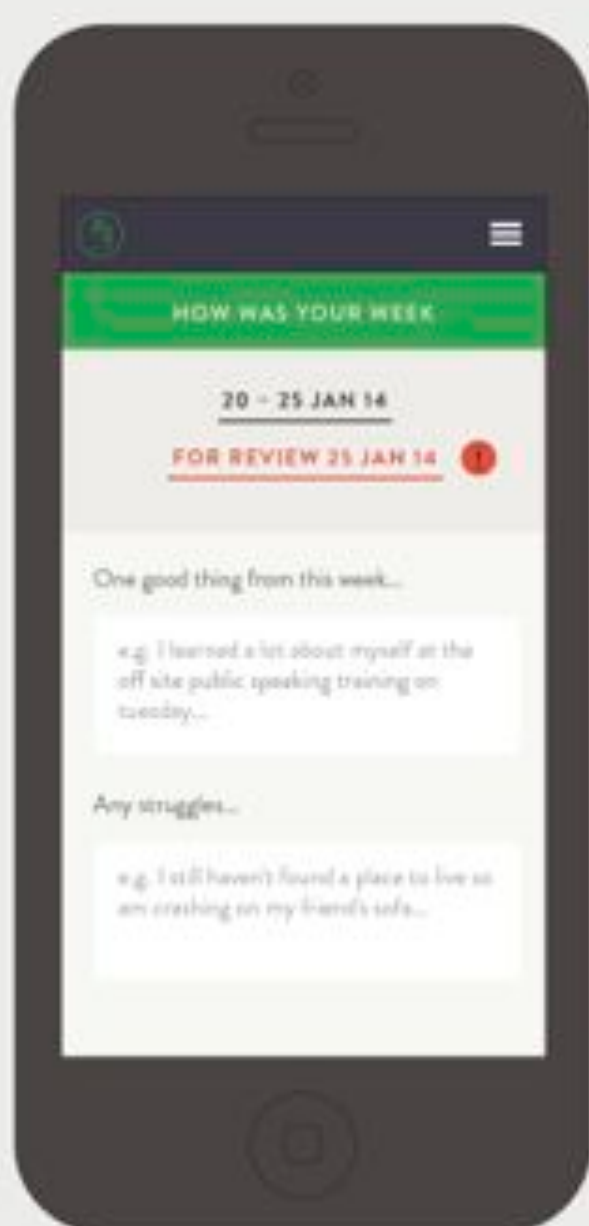 HOW WAS YOUR WEEK
20 - 25 JAN 14
FOR REVIEW 25 JAN 14
!
One good thing from this week...
e.g. I learned a lot about myself at the
off site public speaking training on
tuesday...
Any struggles...
e.g. I still haven't found a place to live so
am crashing on my friend's sofa...